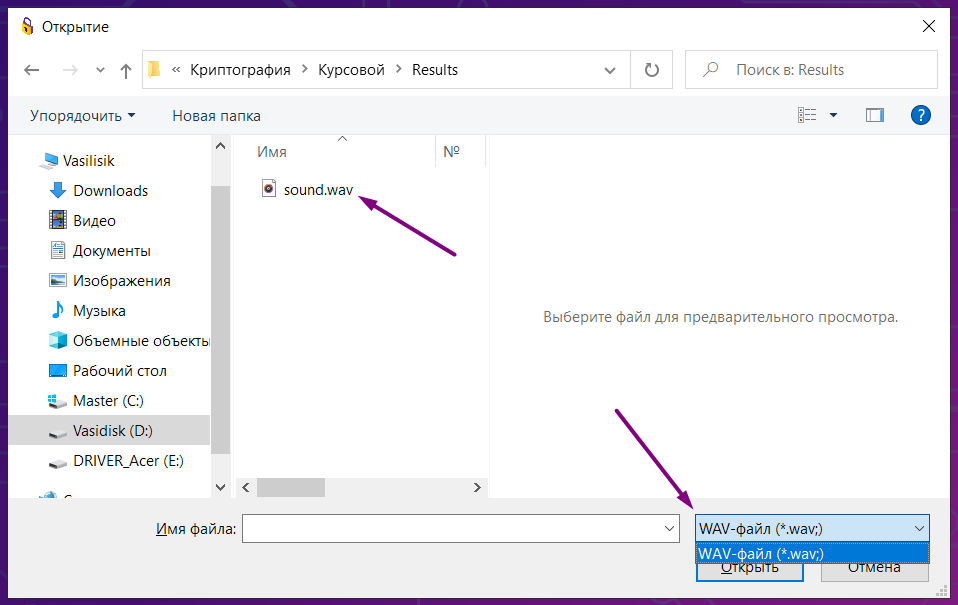 Открытие
« Криптография > Курсовой > Results
Поиск в: Results
Упорядочить
Новая папка
?
Имя
№
Vasilisik
Downloads
Видео
Документы
Изображения
Музыка
Объемные объекты
Рабочий стол
Master (C:)
Vasidisk (D:)
DRIVER_Acer (E:)
sound.wav
Выберите файл для предварительного просмотра.
Имя файла:
WAV-файл (*.wav;)
WAV-файл (*.wav;)
Открыть
Отмена